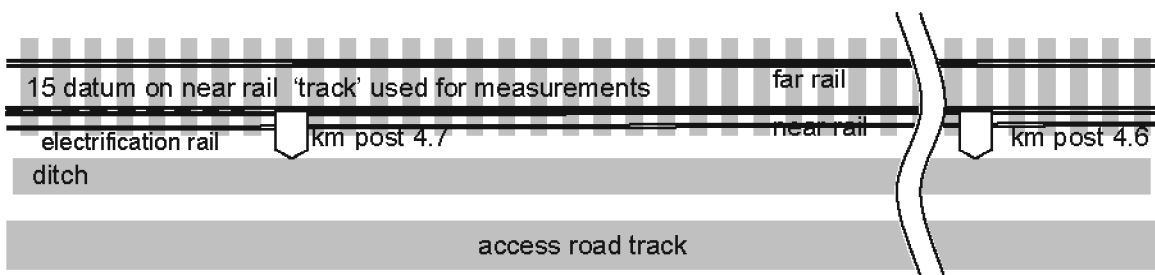 far rail
15 datum on near rail 'track' used for measurements
near rail
electrification rail
km post 4.7
km post 4.6
ditch
access road track